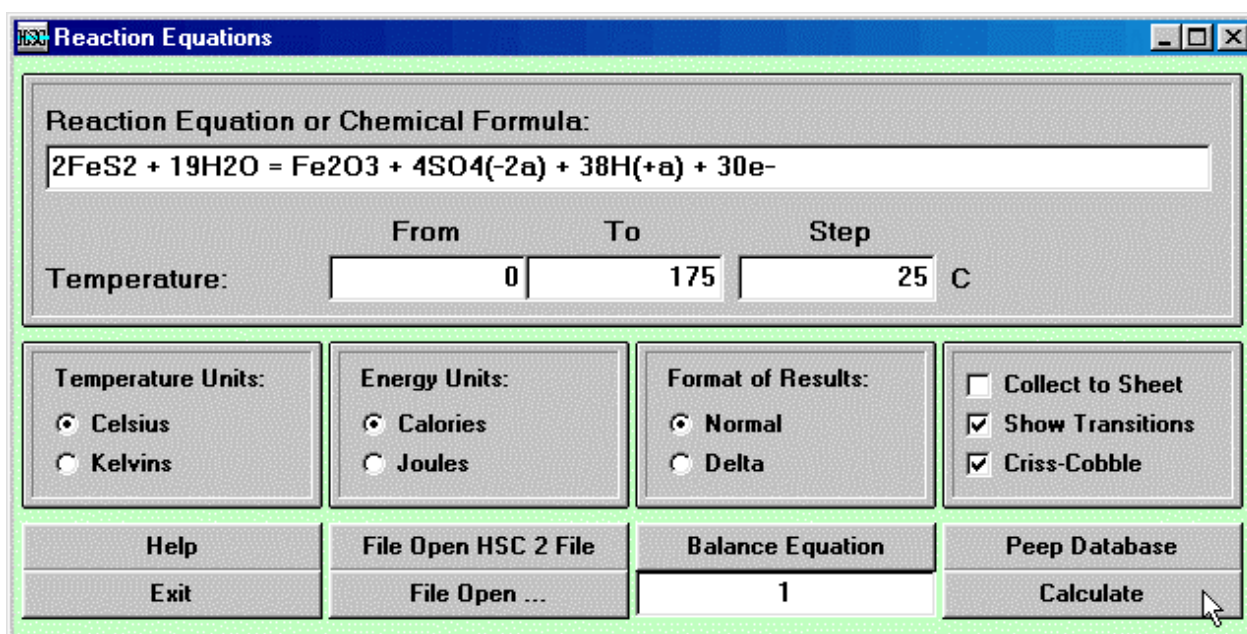 HSC Reaction Equations
Reaction Equation or Chemical Formula:
2FeS2 + 19H2O = Fe2O3 + 4SO4(-2a) + 38H(+a) + 30e-
From To Step
Temperature: 0 175 25 C
Temperature Units:
Celsius
Kelvins
Energy Units:
Calories
Joules
Format of Results:
Normal
Delta
Collect to Sheet
Show Transitions
Criss-Cobble
Help File Open HSC 2 File Balance Equation Peep Database
Exit File Open ... 1 Calculate